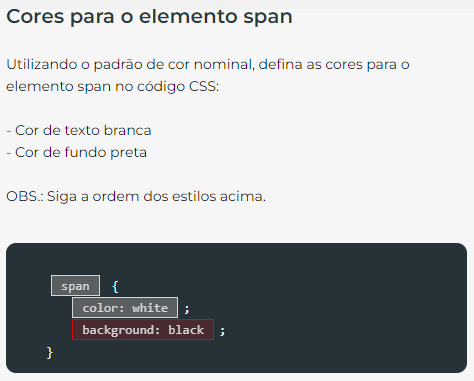 Cores para o elemento span
Utilizando o padrão de cor nominal, defina as cores para o
elemento span no código CSS:
- Cor de texto branca
- Cor de fundo preta
OBS.: Siga a ordem dos estilos acima.
span {
color: white ;
background: black ;
}